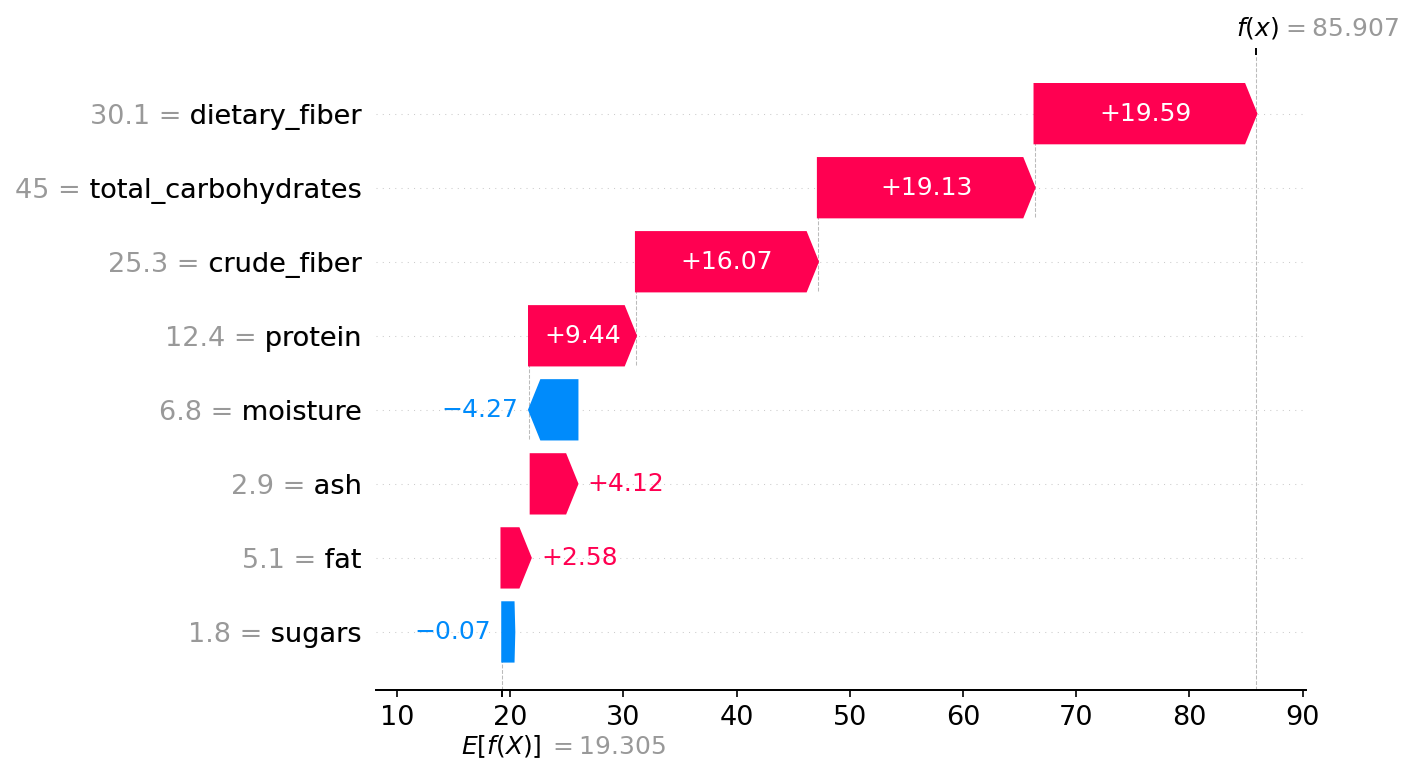 f(x) = 85.907
30.1 = dietary_fiber +19.59
45 = total_carbohydrates +19.13
25.3 = crude_fiber +16.07
12.4 = protein +9.44
6.8 = moisture −4.27
2.9 = ash +4.12
5.1 = fat +2.58
1.8 = sugars −0.07
10 20 30 40 50 60 70 80 90
E[f(X)] = 19.305